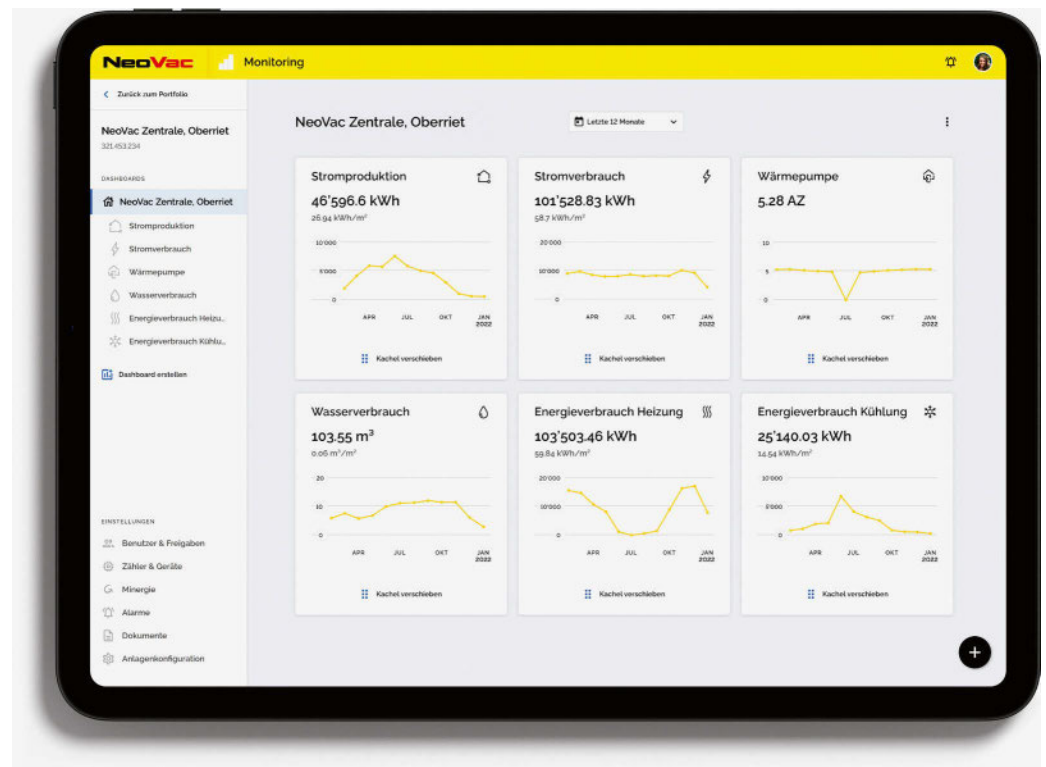 NeoVac Monitoring
Zurück zum Portfolio
NeoVac Zentrale, Oberriet
321.453.234
DASHBOARDS
NeoVac Zentrale, Oberriet
Stromproduktion
Stromverbrauch
Wärmepumpe
Wasserverbrauch
Energieverbrauch Heizu...
Energieverbrauch Kühlu...
Dashboard erstellen
EINSTELLUNGEN
Benutzer & Freigaben
Zähler & Geräte
Minergie
Alarme
Dokumente
Anlagenkonfiguration
NeoVac Zentrale, Oberriet
Letzte 12 Monate
Stromproduktion
46'596.6 kWh
26.94 kWh/m²
10'000
5'000
0
APR JUL OKT JAN
2022
Kachel verschieben
Stromverbrauch
101'528.83 kWh
58.7 kWh/m²
20'000
10'000
0
APR JUL OKT JAN
2022
Kachel verschieben
Wärmepumpe
5.28 AZ
10
5
0
APR JUL OKT JAN
2022
Kachel verschieben
Wasserverbrauch
103.55 m³
0.06 m³/m²
20
10
0
APR JUL OKT JAN
2022
Kachel verschieben
Energieverbrauch Heizung
103'503.46 kWh
59.84 kWh/m²
20'000
10'000
0
APR JUL OKT JAN
2022
Kachel verschieben
Energieverbrauch Kühlung
25'140.03 kWh
14.54 kWh/m²
10'000
5'000
0
APR JUL OKT JAN
2022
Kachel verschieben